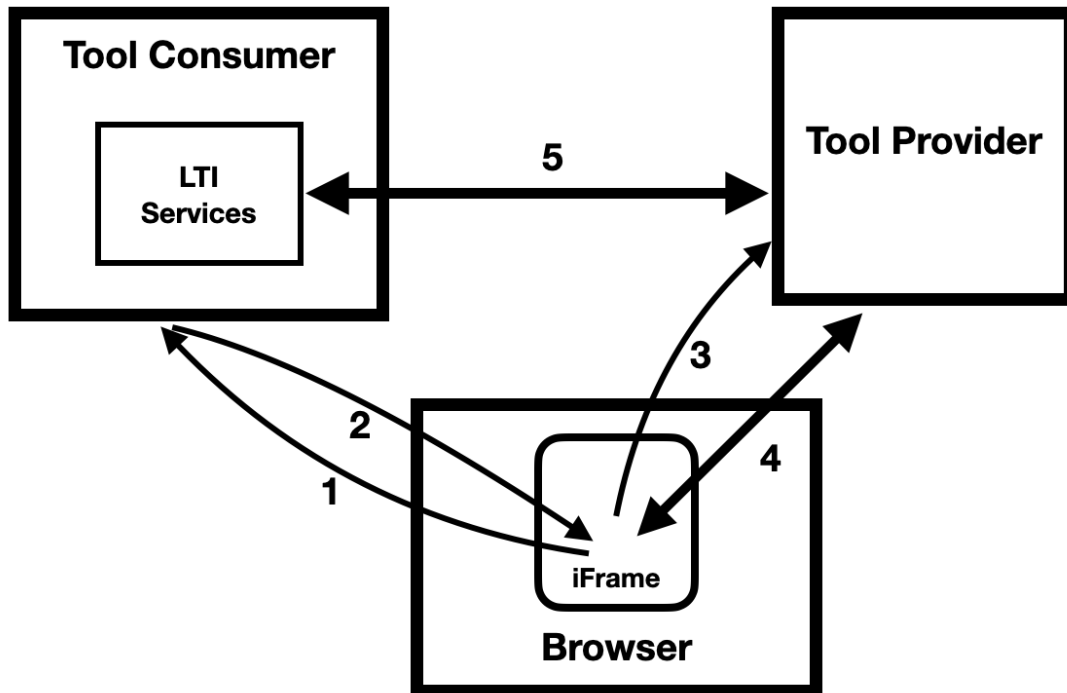 Tool Consumer
LTI
Services
Tool Provider
5
3
2
4
1
iFrame
Browser